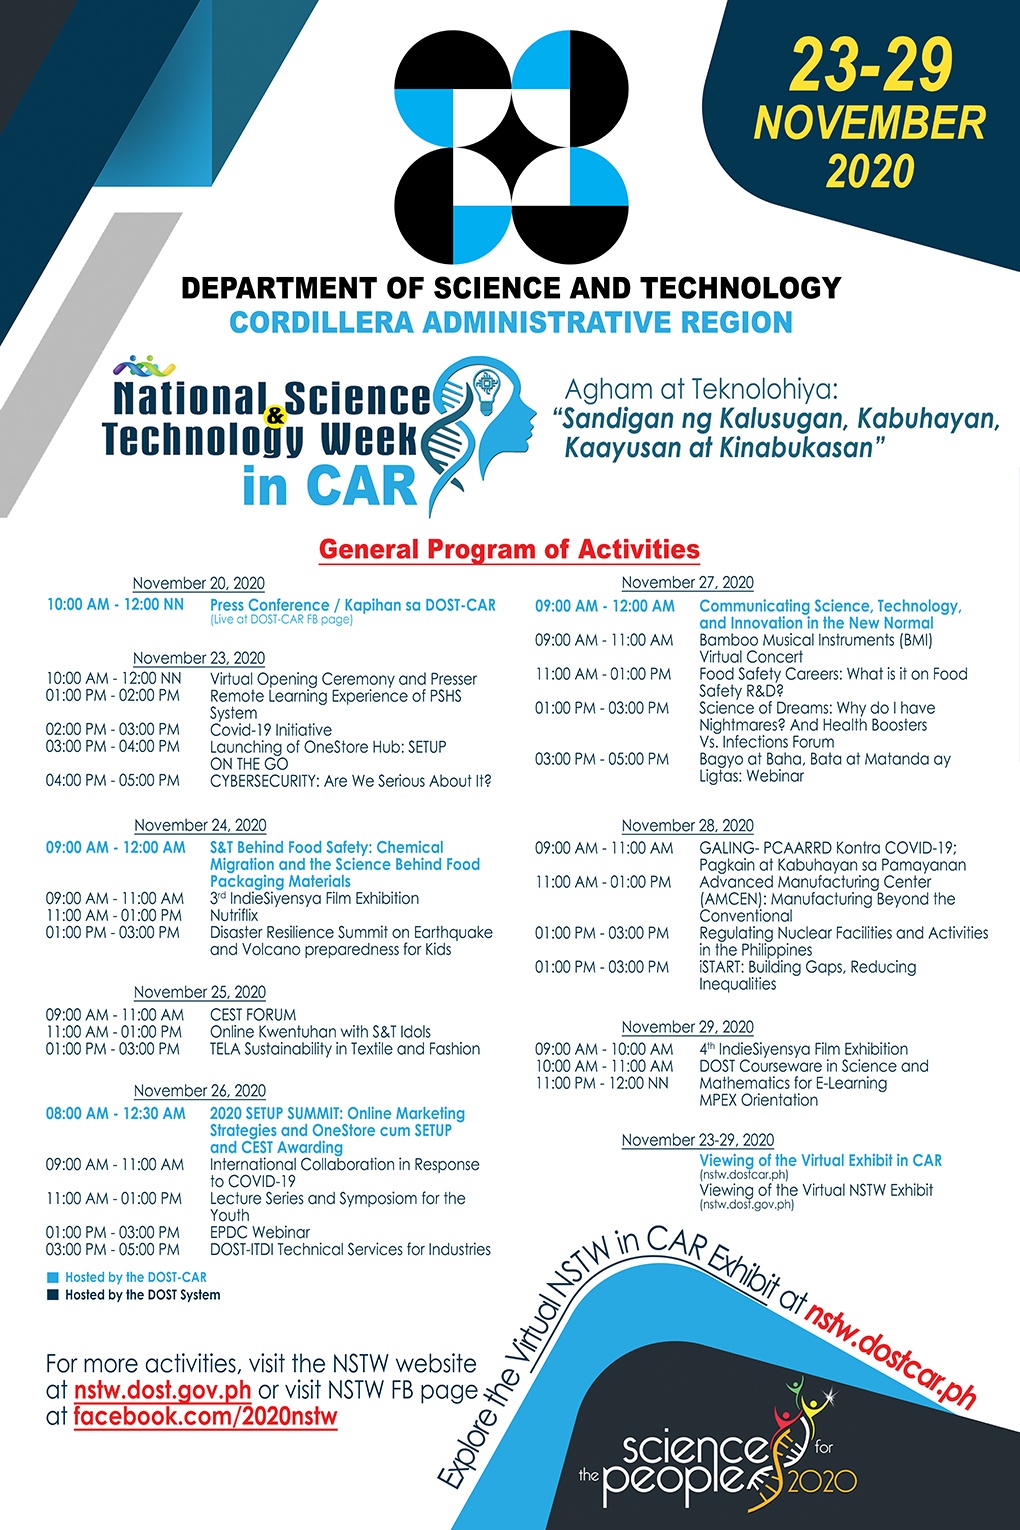 23-29
NOVEMBER
2020
DEPARTMENT OF SCIENCE AND TECHNOLOGY
CORDILLERA ADMINISTRATIVE REGION
National Science
&
Technology Week
in CAR
Agham at Teknolohiya:
“Sandigan ng Kalusugan, Kabuhayan,
Kaayusan at Kinabukasan”
General Program of Activities
November 20, 2020
10:00 AM - 12:00 NN Press Conference / Kapihan sa DOST-CAR
(Live at DOST-CAR FB page)
November 23, 2020
10:00 AM - 12:00 NN Virtual Opening Ceremony and Presser
01:00 PM - 02:00 PM Remote Learning Experience of PSHS
System
02:00 PM - 03:00 PM Covid-19 Initiative
03:00 PM - 04:00 PM Launching of OneStore Hub: SETUP
ON THE GO
04:00 PM - 05:00 PM CYBERSECURITY: Are We Serious About It?
November 24, 2020
09:00 AM - 12:00 AM S&T Behind Food Safety: Chemical
Migration and the Science Behind Food
Packaging Materials
09:00 AM - 11:00 AM 3rd IndieSiyensya Film Exhibition
11:00 AM - 01:00 PM Nutriflix
01:00 PM - 03:00 PM Disaster Resilience Summit on Earthquake
and Volcano preparedness for Kids
November 25, 2020
09:00 AM - 11:00 AM CEST FORUM
11:00 AM - 01:00 PM Online Kwentuhan with S&T Idols
01:00 PM - 03:00 PM TELA Sustainability in Textile and Fashion
November 26, 2020
08:00 AM - 12:30 AM 2020 SETUP SUMMIT: Online Marketing
Strategies and OneStore cum SETUP
and CEST Awarding
09:00 AM - 11:00 AM International Collaboration in Response
to COVID-19
11:00 AM - 01:00 PM Lecture Series and Symposiom for the
Youth
01:00 PM - 03:00 PM EPDC Webinar
03:00 PM - 05:00 PM DOST-ITDI Technical Services for Industries
Hosted by the DOST-CAR
Hosted by the DOST System
November 27, 2020
09:00 AM - 12:00 AM Communicating Science, Technology,
and Innovation in the New Normal
09:00 AM - 11:00 AM Bamboo Musical Instruments (BMI)
Virtual Concert
11:00 AM - 01:00 PM Food Safety Careers: What is it on Food
Safety R&D?
01:00 PM - 03:00 PM Science of Dreams: Why do I have
Nightmares? And Health Boosters
Vs. Infections Forum
03:00 PM - 05:00 PM Bagyo at Baha, Bata at Matanda ay
Ligtas: Webinar
November 28, 2020
09:00 AM - 11:00 AM GALING- PCAARRD Kontra COVID-19;
Pagkain at Kabuhayan sa Pamayanan
11:00 AM - 01:00 PM Advanced Manufacturing Center
(AMCEN): Manufacturing Beyond the
Conventional
01:00 PM - 03:00 PM Regulating Nuclear Facilities and Activities
in the Philippines
01:00 PM - 03:00 PM iSTART: Building Gaps, Reducing
Inequalities
November 29, 2020
09:00 AM - 10:00 AM 4th IndieSiyensya Film Exhibition
10:00 AM - 11:00 AM DOST Courseware in Science and
11:00 PM - 12:00 NN Mathematics for E-Learning
MPEX Orientation
November 23-29, 2020
Viewing of the Virtual Exhibit in CAR
(nstw.dostcar.ph)
Viewing of the Virtual NSTW Exhibit
(nstw.dost.gov.ph)
For more activities, visit the NSTW website
at nstw.dost.gov.ph or visit NSTW FB page
at facebook.com/2020nstw
Explore the Virtual NSTW in CAR Exhibit at nstw.dostcar.ph
science for
the people 2020